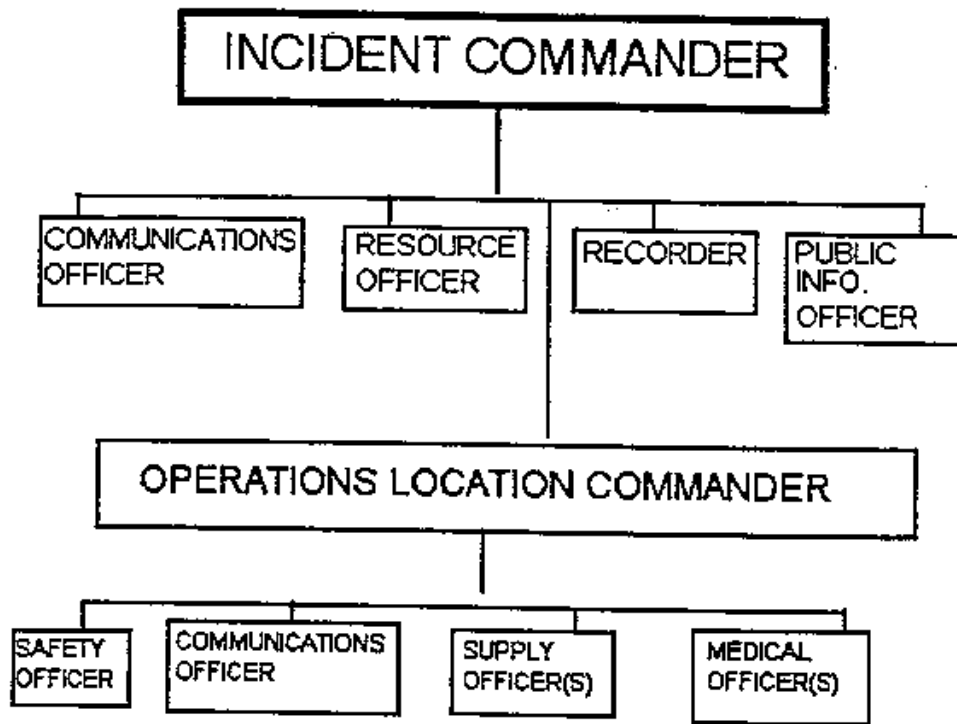 INCIDENT COMMANDER
COMMUNICATIONS
OFFICER
RESOURCE
OFFICER
RECORDER
PUBLIC
INFO.
OFFICER
OPERATIONS LOCATION COMMANDER
SAFETY
OFFICER
COMMUNICATIONS
OFFICER
SUPPLY
OFFICER(S)
MEDICAL
OFFICER(S)